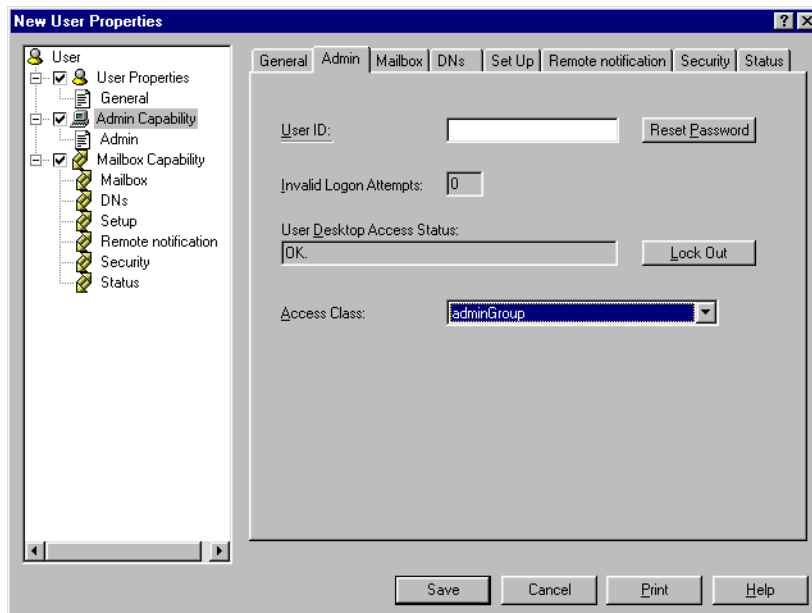 New User Properties
User
User Properties
General
Admin Capability
Admin
Mailbox Capability
Mailbox
DNs
Setup
Remote notification
Security
Status
General Admin Mailbox DNs Set Up Remote notification Security Status
User ID: Reset Password
Invalid Logon Attempts: 0
User Desktop Access Status:
OK. Lock Out
Access Class: adminGroup
Save Cancel Print Help